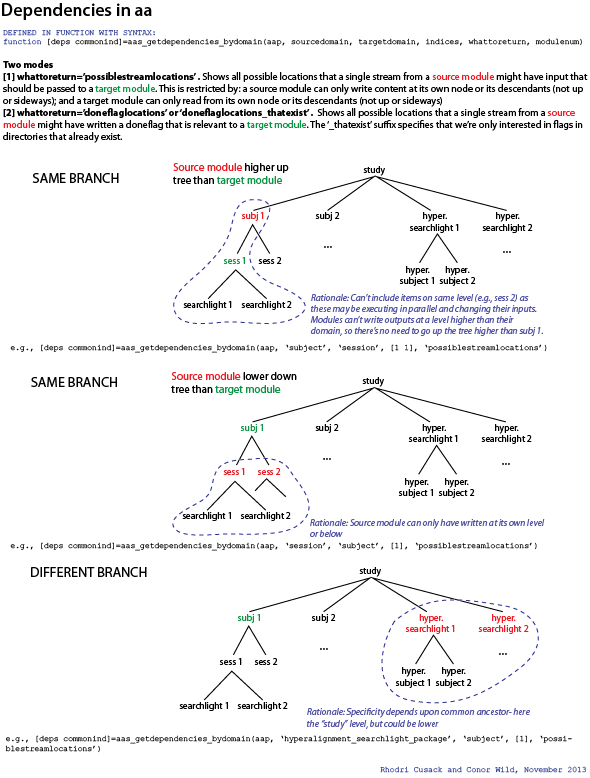 Dependencies in aa
DEFINED IN FUNCTION WITH SYNTAX:
function [deps commonind]=aas_getdependencies_bydomain(aap, sourcedomain, targetdomain, indices, whattoreturn, modulenum)
Two modes
[1] whattoreturn='possiblestreamlocations' . Shows all possible locations that a single stream from a source module might have input that
should be passed to a target module. This is restricted by: a source module can only write content at its own node or its descendants (not up
or sideways); and a target module can only read from its own node or its descendants (not up or sideways)
[2] whattoreturn='doneflaglocations' or 'doneflaglocations_thatexist' . Shows all possible locations that a single stream from a source
module might have written a doneflag that is relevant to a target module. The '_thatexist' suffix specifies that we're only interested in flags in
directories that already exist.
SAME BRANCH
Source module higher up
tree than target module
study
subj 1
subj 2
hyper.
searchlight 1
hyper.
searchlight 2
...
...
sess 1
sess 2
hyper.
subject 1
hyper.
subject 2
searchlight 1
searchlight 2
Rationale: Can't include items on same level (e.g., sess 2) as
these may be executing in parallel and changing their inputs.
Modules can't write outputs at a level higher than their
domain, so there's no need to go up the tree higher than subj 1.
e.g., [deps commonind]=aas_getdependencies_bydomain(aap, 'subject', 'session', [1 1], 'possiblestreamlocations')
SAME BRANCH
Source module lower down
tree than target module
study
subj 1
subj 2
hyper.
searchlight 1
hyper.
searchlight 2
...
...
sess 1
sess 2
hyper.
subject 1
hyper.
subject 2
searchlight 1
searchlight 2
Rationale: Source module can only have written at its own level
or below
e.g., [deps commonind]=aas_getdependencies_bydomain(aap, 'session', 'subject', [1], 'possiblestreamlocations')
DIFFERENT BRANCH
study
subj 1
subj 2
hyper.
searchlight 1
hyper.
searchlight 2
...
...
sess 1
sess 2
hyper.
subject 1
hyper.
subject 2
searchlight 1
searchlight 2
Rationale: Specificity depends upon common ancestor- here
the "study" level, but could be lower
e.g., [deps commonind]=aas_getdependencies_bydomain(aap, 'hyperalignment_searchlight_package', 'subject', [1], 'possi-
blestreamlocations')
Rhodri Cusack and Conor Wild, November 2013